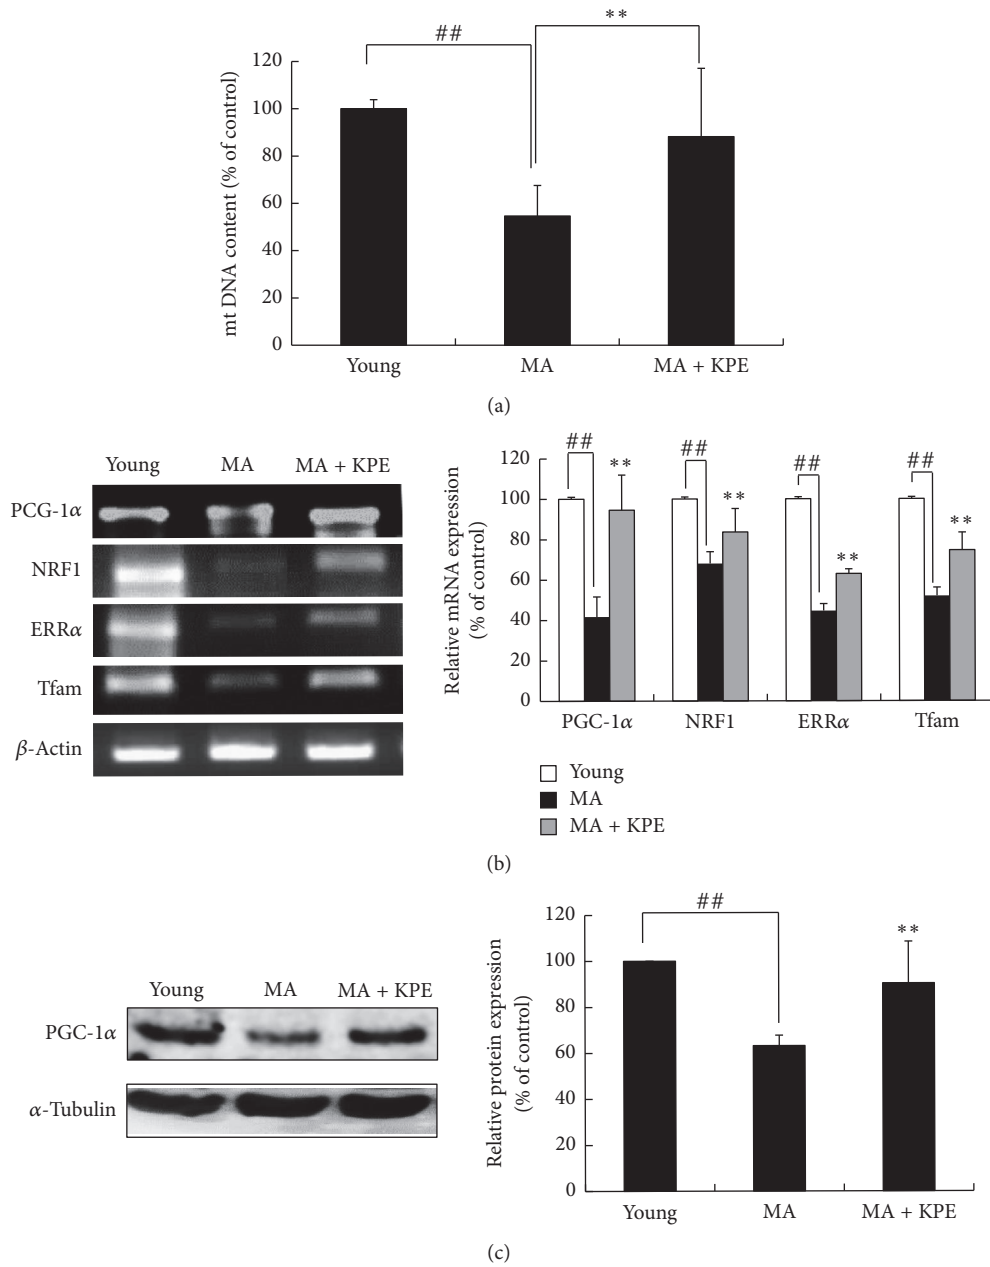 ##
**
120
100
80
60
40
20
0
mt DNA content (% of control)
Young MA MA + KPE
(a)
Young MA MA + KPE
PCG-1α
NRF1
ERRα
Tfam
β-Actin
Relative mRNA expression
(% of control)
120
100
80
60
40
20
0
## ** ## ** ## ** ## **
PGC-1α NRF1 ERRα Tfam
Young
MA
MA + KPE
(b)
Young MA MA + KPE
PGC-1α
α-Tubulin
Relative protein expression
(% of control)
120
100
80
60
40
20
0
##
**
Young MA MA + KPE
(c)